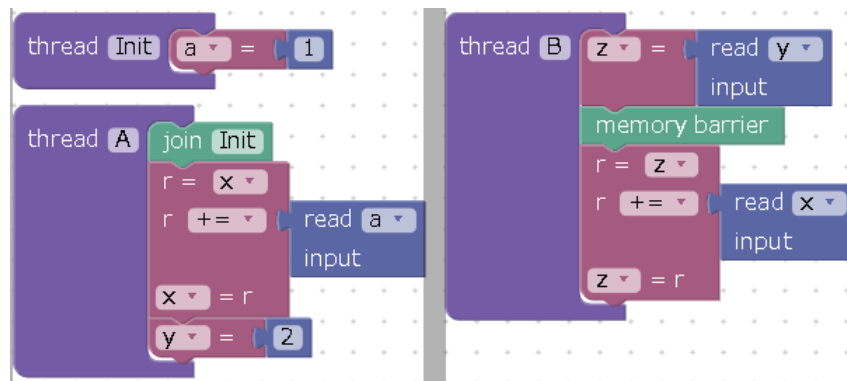 thread Init a = 1
thread A join Init
r = x
r += read a
input
x = r
y = 2
thread B z = read y
input
memory barrier
r = z
r += read x
input
z = r